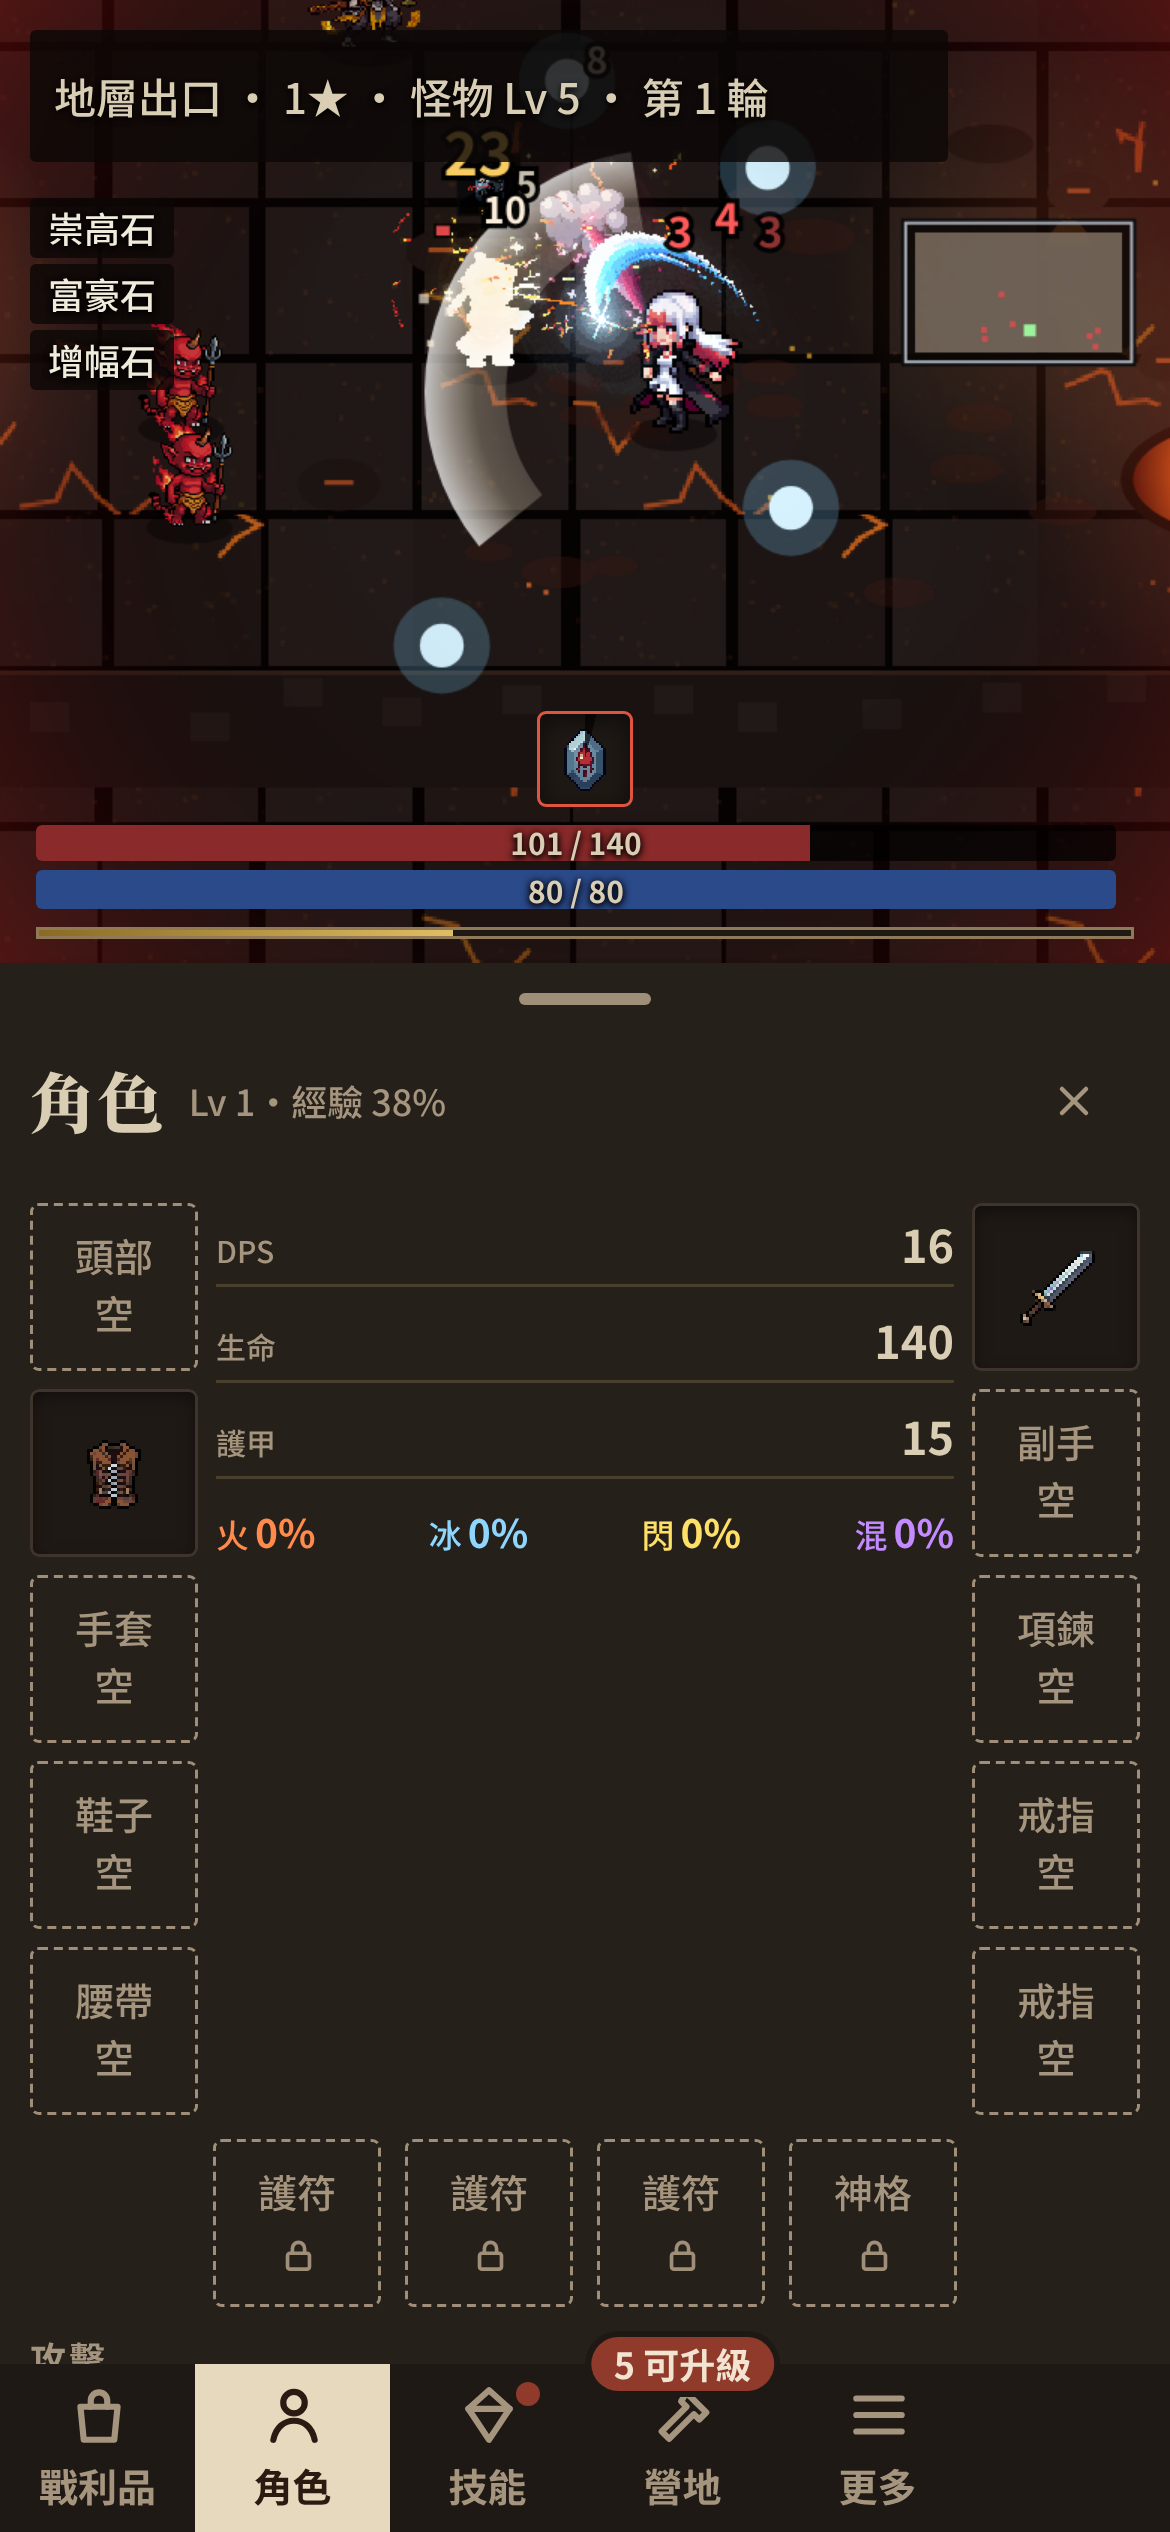 8
地層出口 • 1★ • 怪物 Lv 5 • 第 1 輪
23
5
10
3 4 3
崇高石
富豪石
增幅石
101 / 140
80 / 80
角色 Lv 1 • 經驗 38%
頭部
空
DPS 16
生命 140
護甲 15
火 0% 冰 0% 閃 0% 混 0%
副手
空
手套
空
項鍊
空
鞋子
空
戒指
空
腰帶
空
戒指
空
護符 護符 護符 神格
攻擊
5 可升級
戰利品 角色 技能 營地 更多